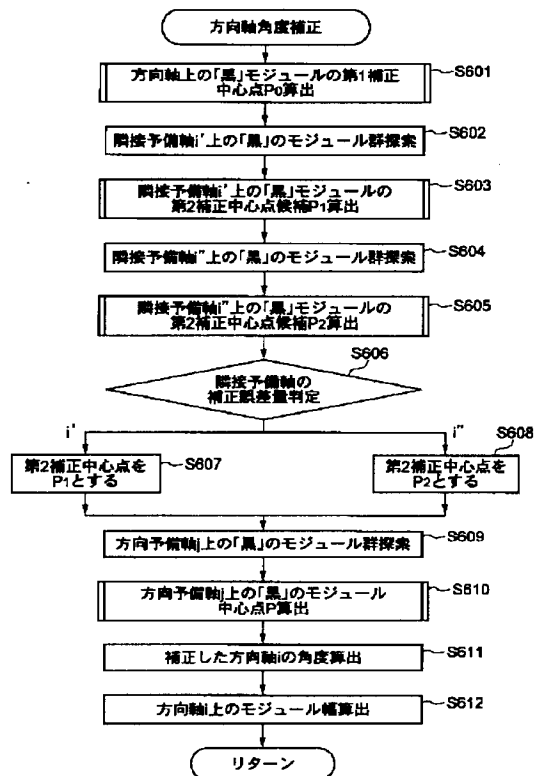 方向軸角度補正
方向軸上の「黒」モジュールの第1補正
中心点P0算出
S601
隣接予備軸i'上の「黒」のモジュール群探索
S602
隣接予備軸i'上の「黒」モジュールの
第2補正中心点候補P1算出
S603
隣接予備軸i"上の「黒」のモジュール群探索
S604
隣接予備軸i"上の「黒」モジュールの
第2補正中心点候補P2算出
S605
S606
隣接予備軸の
補正誤差量判定
i'
i"
第2補正中心点を
P1とする
S607
第2補正中心点を
P2とする
S608
方向予備軸j上の「黒」のモジュール群探索
S609
方向予備軸j上の「黒」のモジュール
中心点P算出
S610
補正した方向軸iの角度算出
S611
方向軸i上のモジュール幅算出
S612
リターン